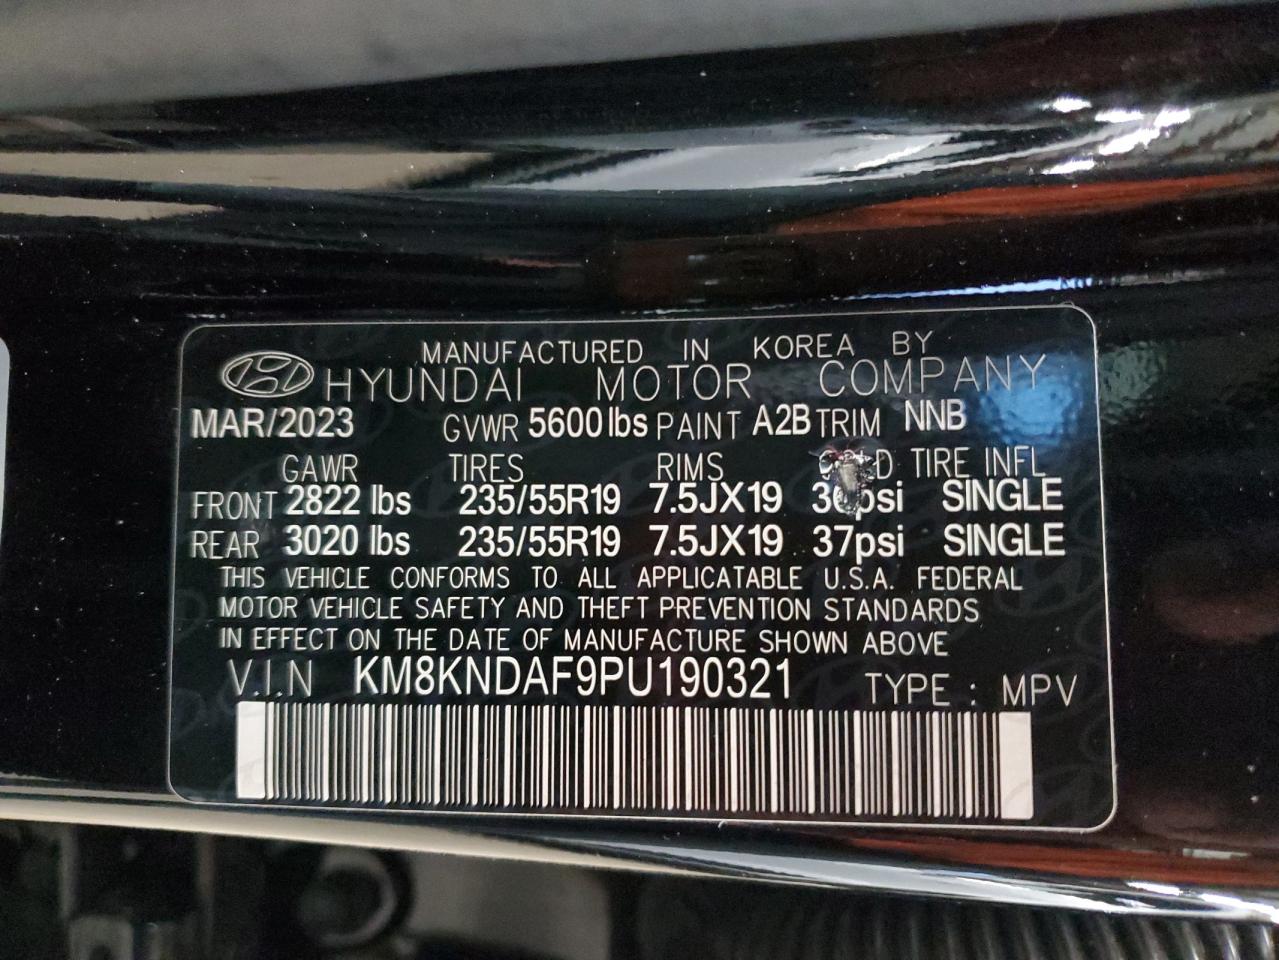 MANUFACTURED IN KOREA BY
HYUNDAI MOTOR COMPANY
MAR/2023 GVWR 5600 lbs PAINT A2B TRIM NNB
GAWR TIRES RIMS TIRE INFL
FRONT 2822 lbs 235/55R19 7.5JX19 SINGLE
REAR 3020 lbs 235/55R19 7.5JX19 37psi SINGLE
THIS VEHICLE CONFORMS TO ALL APPLICATABLE U.S.A. FEDERAL
MOTOR VEHICLE SAFETY AND THEFT PREVENTION STANDARDS
IN EFFECT ON THE DATE OF MANUFACTURE SHOWN ABOVE
V.I.N KM8KNDAF9PU190321 TYPE : MPV